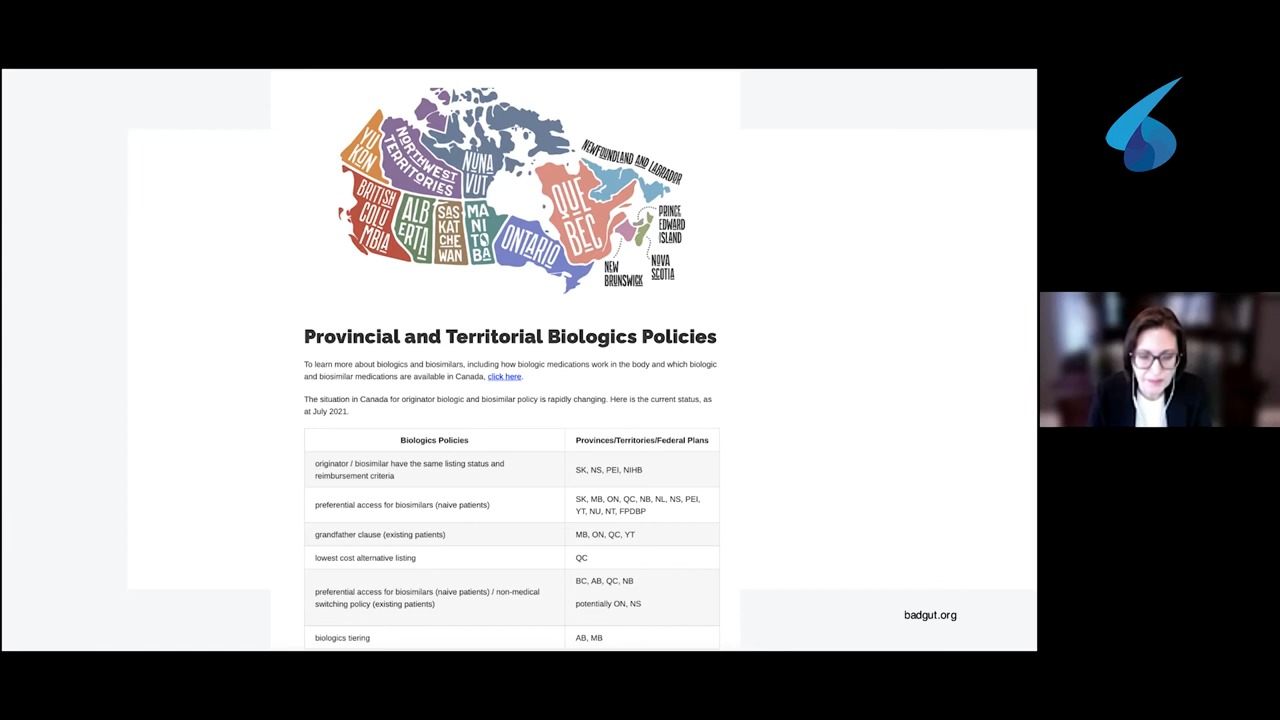 YU
KON
NORTHWEST
TERRITORIES
NUNA
VUT
NEWFOUNDLAND AND LABRADOR
BRITISH
COLU
MBIA
ALB
ERTA
SAS
KAT
CHE
WAN
MA
NI
TO
BA
ONTARIO
QUE
BEC
PRINCE
EDWARD
ISLAND
NEW
BRUNSWICK
NOVA
SCOTIA
Provincial and Territorial Biologics Policies
To learn more about biologics and biosimilars, including how biologic medications work in the body and which biologic
and biosimilar medications are available in Canada, click here.
The situation in Canada for originator biologic and biosimilar policy is rapidly changing. Here is the current status, as
at July 2021.
Biologics Policies Provinces/Territories/Federal Plans
originator / biosimilar have the same listing status and
reimbursement criteria
SK, NS, PEI, NIHB
preferential access for biosimilars (naive patients)
SK, MB, ON, QC, NB, NL, NS, PEI,
YT, NU, NT, FPDBP
grandfather clause (existing patients) MB, ON, QC, YT
lowest cost alternative listing QC
preferential access for biosimilars (naive patients) / non-medical
switching policy (existing patients)
BC, AB, QC, NB
potentially ON, NS
biologics tiering AB, MB
badgut.org